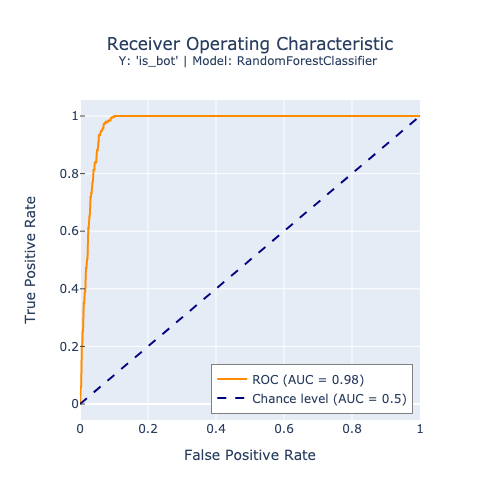 Receiver Operating Characteristic
Y: 'is_bot' | Model: RandomForestClassifier
True Positive Rate
1
0.8
0.6
0.4
0.2
0
0
0.2
0.4
0.6
0.8
1
False Positive Rate
ROC (AUC = 0.98)
Chance level (AUC = 0.5)